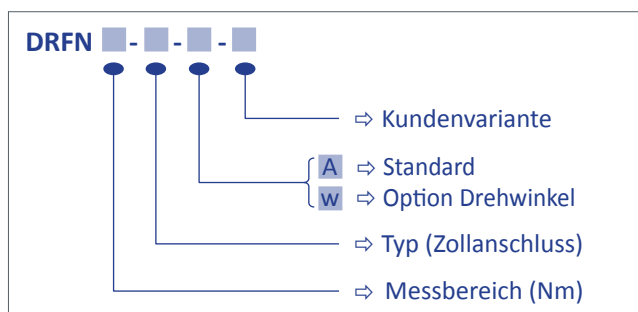 DRFN - - -
⇨ Kundenvariante
A ⇨ Standard
w ⇨ Option Drehwinkel
⇨ Typ (Zollanschluss)
⇨ Messbereich (Nm)